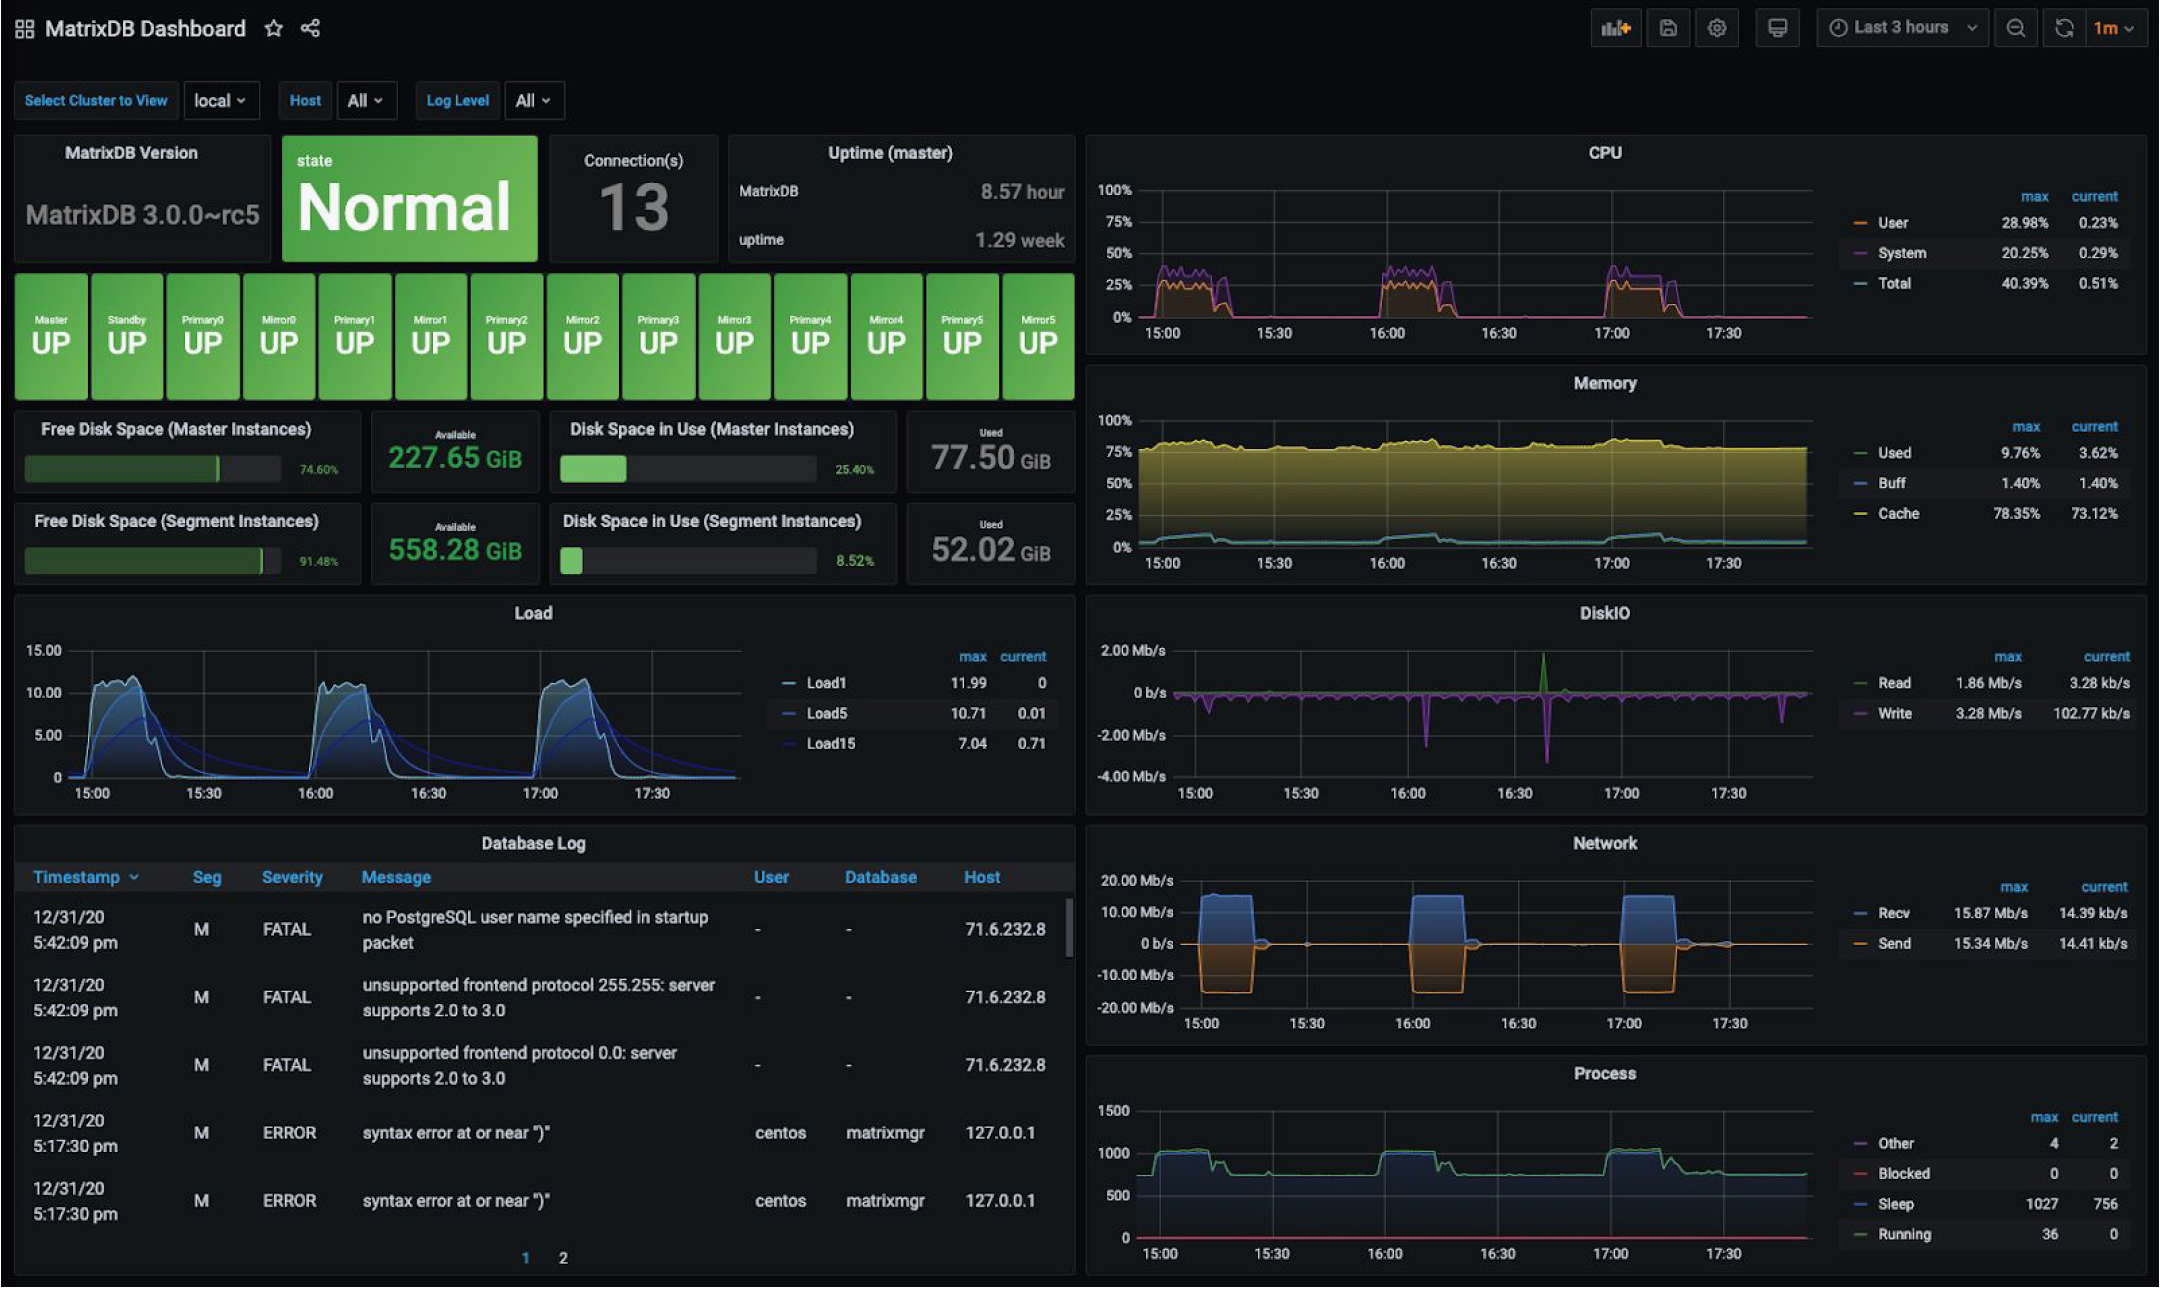 MatrixDB Dashboard
Last 3 hours
1m
Select Cluster to View local Host All Log Level All
MatrixDB Version
MatrixDB 3.0.0~rc5
state
Normal
Connection(s)
13
Uptime (master)
MatrixDB 8.57 hour
uptime 1.29 week
Master Standby Primary0 Mirror0 Primary1 Mirror1 Primary2 Mirror2 Primary3 Mirror3 Primary4 Mirror4 Primary5 Mirror5
UP UP UP UP UP UP UP UP UP UP UP UP UP UP
Free Disk Space (Master Instances)
74.60%
Available
227.65 GiB
Disk Space in Use (Master Instances)
25.40%
Used
77.50 GiB
Free Disk Space (Segment Instances)
91.48%
Available
558.28 GiB
Disk Space in Use (Segment Instances)
8.52%
Used
52.02 GiB
Load
15.00
10.00
5.00
0
15:00 15:30 16:00 16:30 17:00 17:30
max current
Load1 11.99 0
Load5 10.71 0.01
Load15 7.04 0.71
Database Log
Timestamp Seg Severity Message User Database Host
12/31/20
5:42:09 pm
M FATAL
no PostgreSQL user name specified in startup
packet
- - 71.6.232.8
12/31/20
5:42:09 pm
M FATAL
unsupported frontend protocol 255.255: server
supports 2.0 to 3.0
- - 71.6.232.8
12/31/20
5:42:09 pm
M FATAL
unsupported frontend protocol 0.0: server
supports 2.0 to 3.0
- - 71.6.232.8
12/31/20
5:17:30 pm
M ERROR syntax error at or near ")" centos matrixmgr 127.0.0.1
12/31/20
5:17:30 pm
M ERROR syntax error at or near ")" centos matrixmgr 127.0.0.1
1 2
CPU
100%
75%
50%
25%
0%
15:00 15:30 16:00 16:30 17:00 17:30
max current
User 28.98% 0.23%
System 20.25% 0.29%
Total 40.39% 0.51%
Memory
100%
75%
50%
25%
0%
15:00 15:30 16:00 16:30 17:00 17:30
max current
Used 9.76% 3.62%
Buff 1.40% 1.40%
Cache 78.35% 73.12%
DiskIO
2.00 Mb/s
0 b/s
-2.00 Mb/s
-4.00 Mb/s
15:00 15:30 16:00 16:30 17:00 17:30
max current
Read 1.86 Mb/s 3.28 kb/s
Write 3.28 Mb/s 102.77 kb/s
Network
20.00 Mb/s
10.00 Mb/s
0 b/s
-10.00 Mb/s
-20.00 Mb/s
15:00 15:30 16:00 16:30 17:00 17:30
max current
Recv 15.87 Mb/s 14.39 kb/s
Send 15.34 Mb/s 14.41 kb/s
Process
1500
1000
500
0
15:00 15:30 16:00 16:30 17:00 17:30
max current
Other 4 2
Blocked 0 0
Sleep 1027 756
Running 36 0